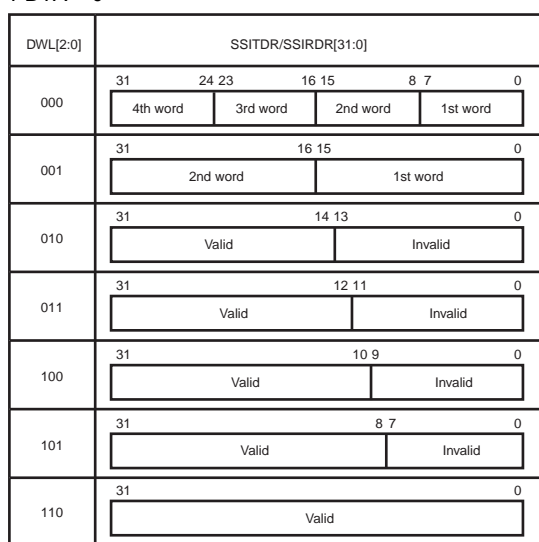 DWL[2:0] SSITDR/SSIRDR[31:0]
31 24 23 16 15 8 7 0
000 4th word 3rd word 2nd word 1st word
31 16 15 0
001 2nd word 1st word
31 14 13 0
010 Valid Invalid
31 12 11 0
011 Valid Invalid
31 10 9 0
100 Valid Invalid
31 8 7 0
101 Valid Invalid
31 0
110 Valid